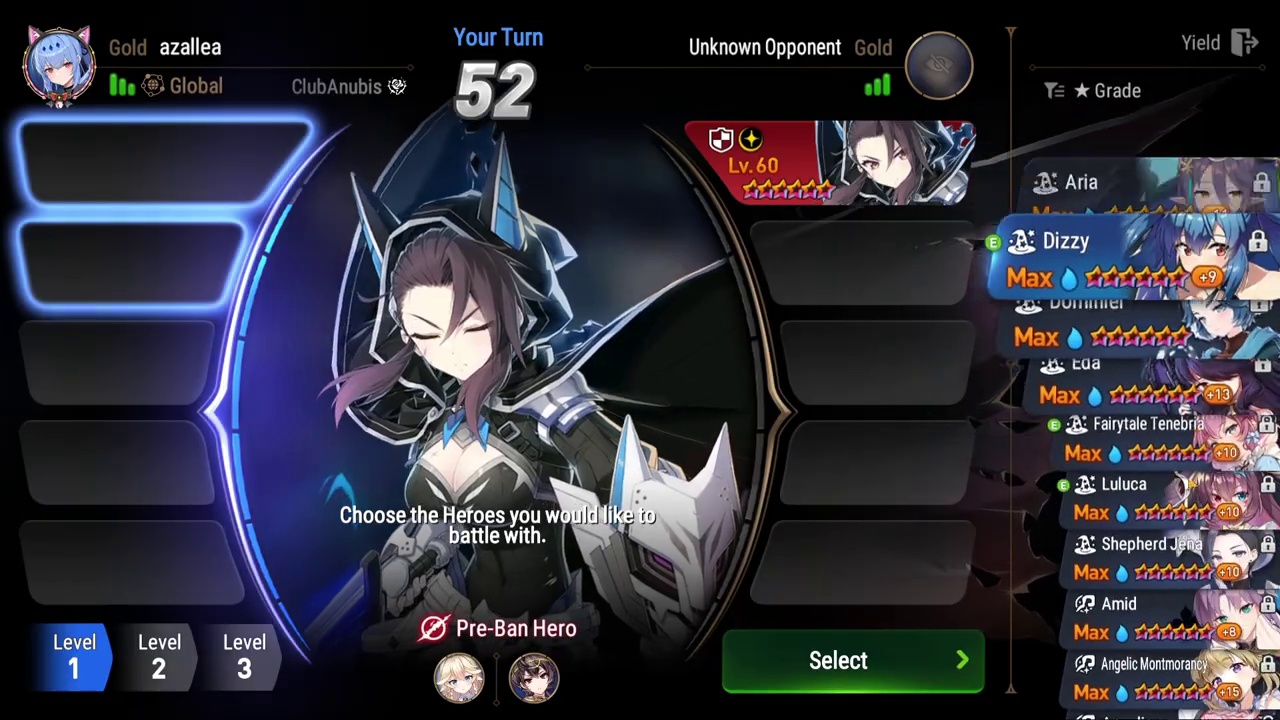 Gold azallea
Global
ClubAnubis
Your Turn
52
Unknown Opponent Gold
Yield
Grade
Lv.60
Aria
Max
E
Dizzy
Max +9
Dominiel
Max
Eda
Max +13
E
Fairytale Tenebria
Max +10
E
Luluca
Max +10
Shepherd Jena
Max +10
Amid
Max +8
Angelic Montmorancy
Max +15
Choose the Heroes you would like to
battle with.
Pre-Ban Hero
Level
1
Level
2
Level
3
Select